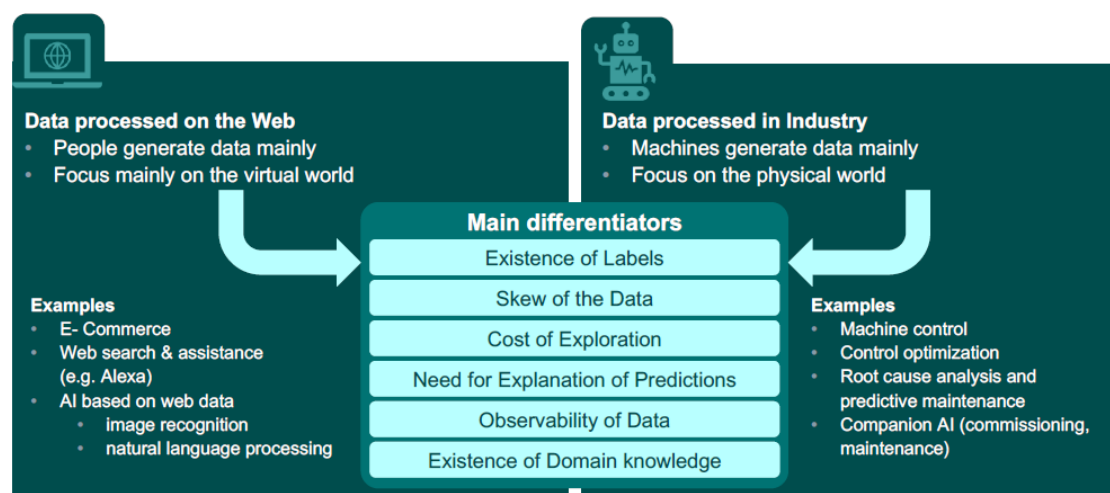 Data processed on the Web
• People generate data mainly
• Focus mainly on the virtual world
Data processed in Industry
• Machines generate data mainly
• Focus on the physical world
Main differentiators
Existence of Labels
Skew of the Data
Cost of Exploration
Need for Explanation of Predictions
Observability of Data
Existence of Domain knowledge
Examples
• E- Commerce
• Web search & assistance
(e.g. Alexa)
• AI based on web data
• image recognition
• natural language processing
Examples
• Machine control
• Control optimization
• Root cause analysis and
predictive maintenance
• Companion AI (commissioning,
maintenance)